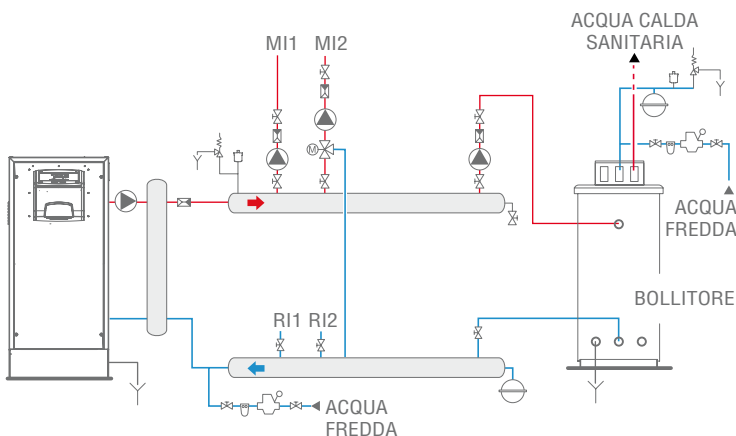 ACQUA CALDA
SANITARIA
MI1 MI2
M
ACQUA
FREDDA
BOLLITORE
RI1 RI2
ACQUA
FREDDA